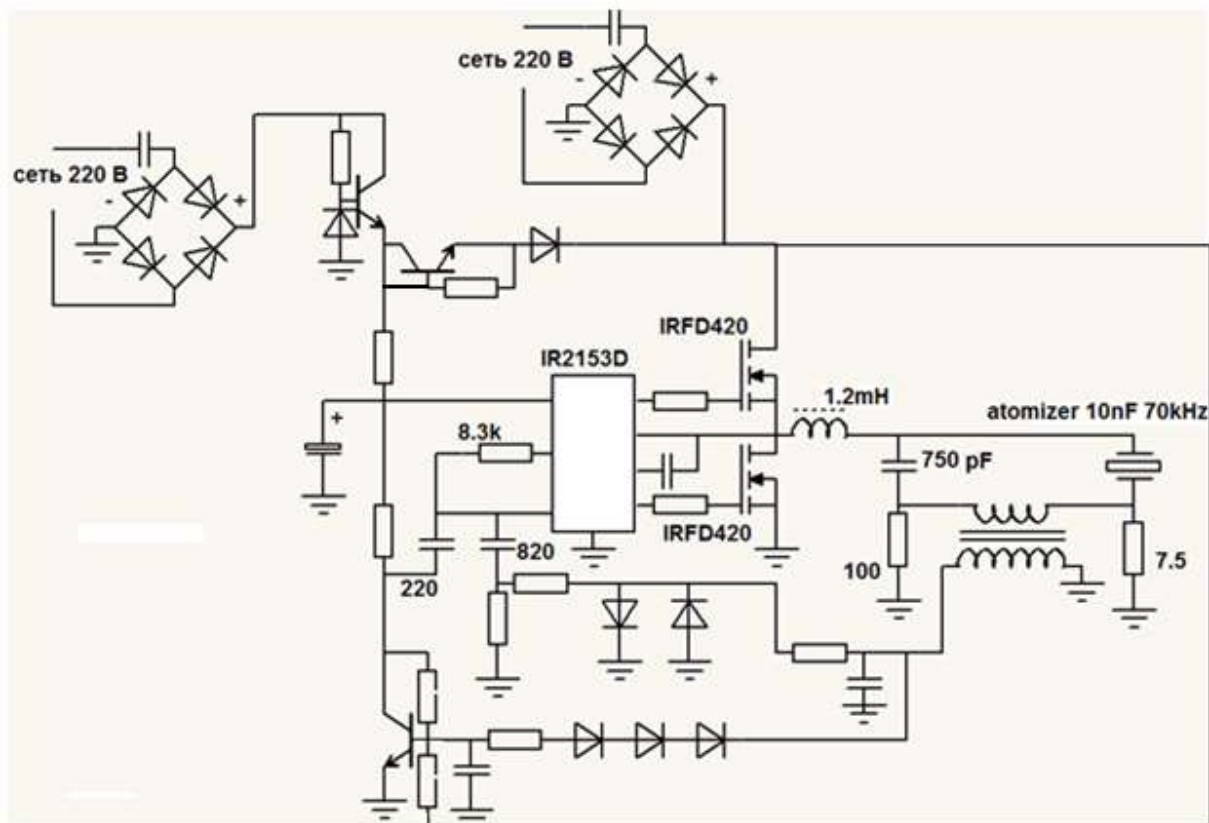 сеть 220 В
- +
сеть 220 В
- +
IRFD420
IR2153D
1.2mH
atomizer 10nF 70kHz
+
8.3k
750 pF
IRFD420
820
100
7.5
220